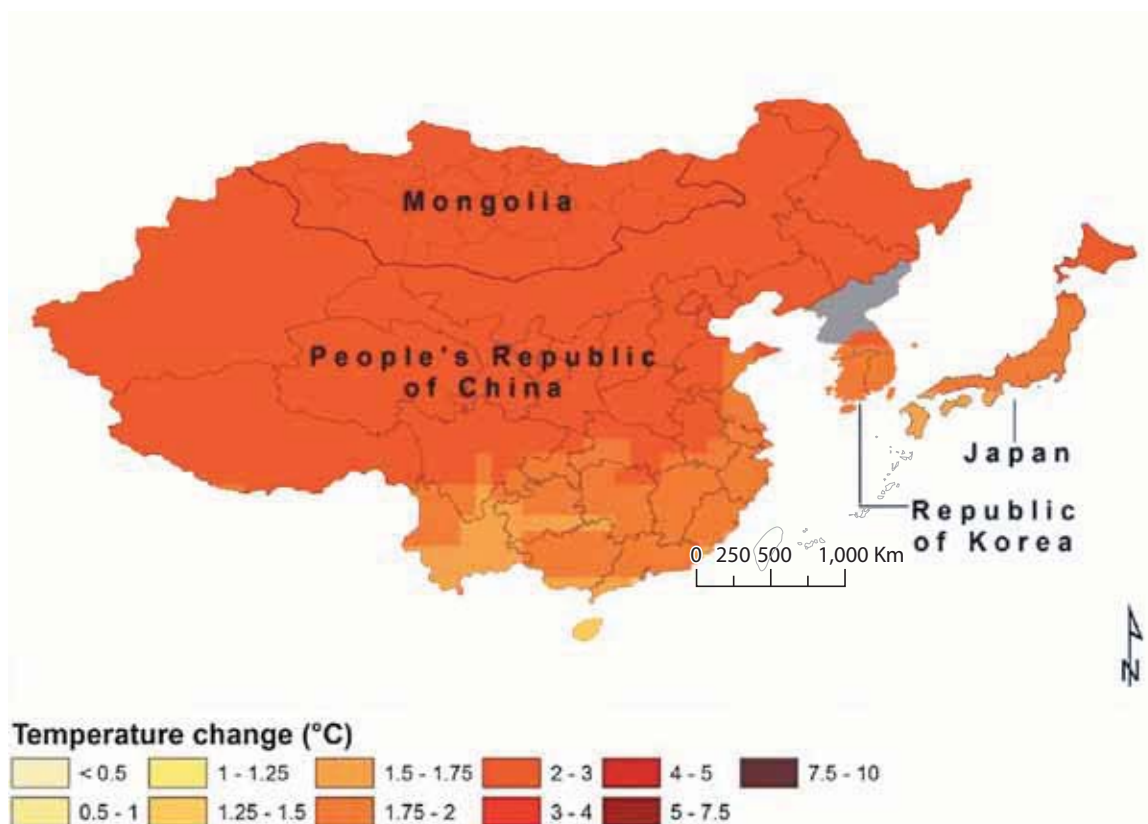 Mongolia
People's Republic
of China
Japan
Republic
of Korea
0 250 500 1,000 Km
N
Temperature change (°C)
< 0.5 1 - 1.25 1.5 - 1.75 2 - 3 4 - 5 7.5 - 10
0.5 - 1 1.25 - 1.5 1.75 - 2 3 - 4 5 - 7.5